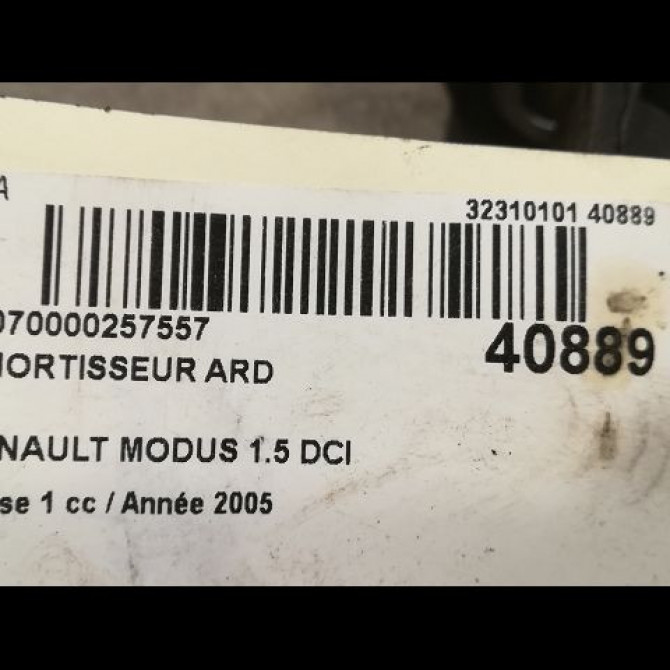 A
32310101 40889
070000257557
40889
MORTISSEUR ARD
NAULT MODUS 1.5 DCI
se 1 cc / Année 2005